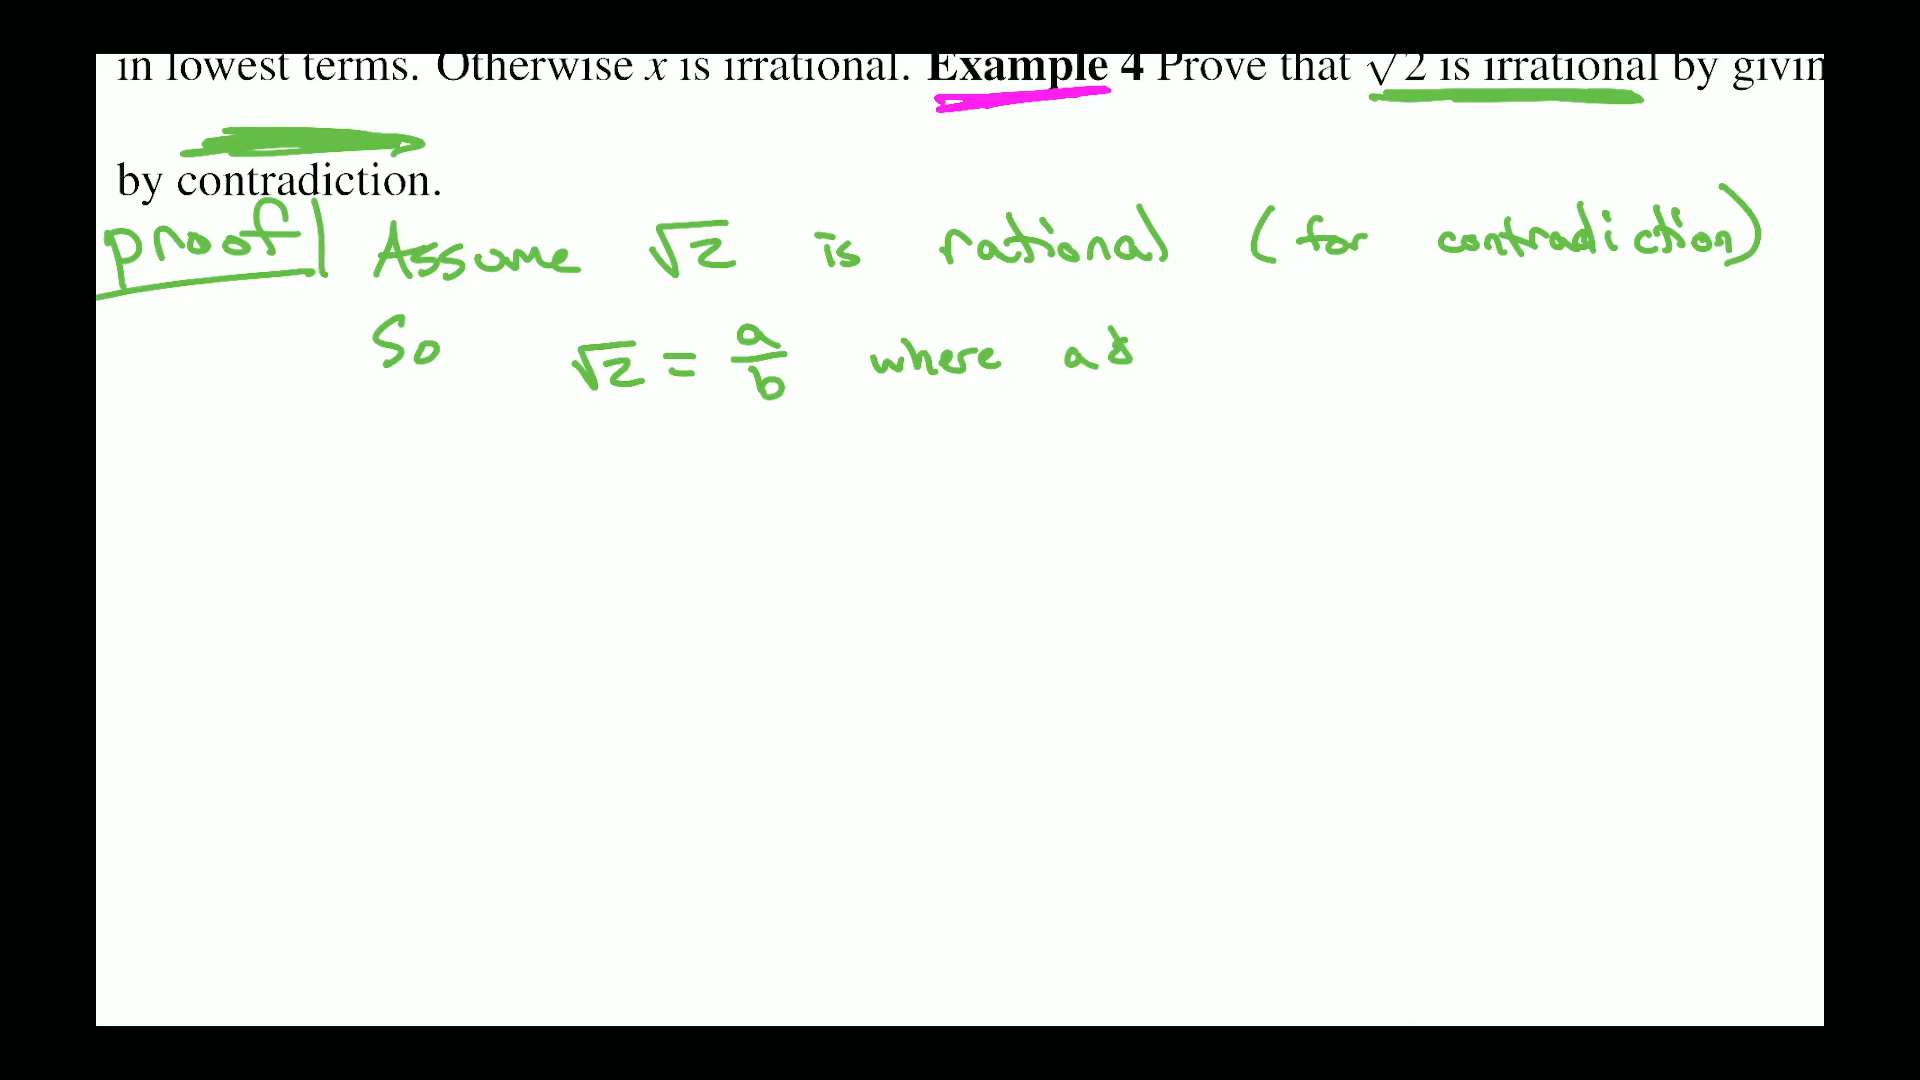 in lowest terms. Otherwise x is irrational. Example 4 Prove that √2 is irrational by givin
by contradiction.
proof Assume √2 is rational (for contradiction)
So √2 = a/b where a &